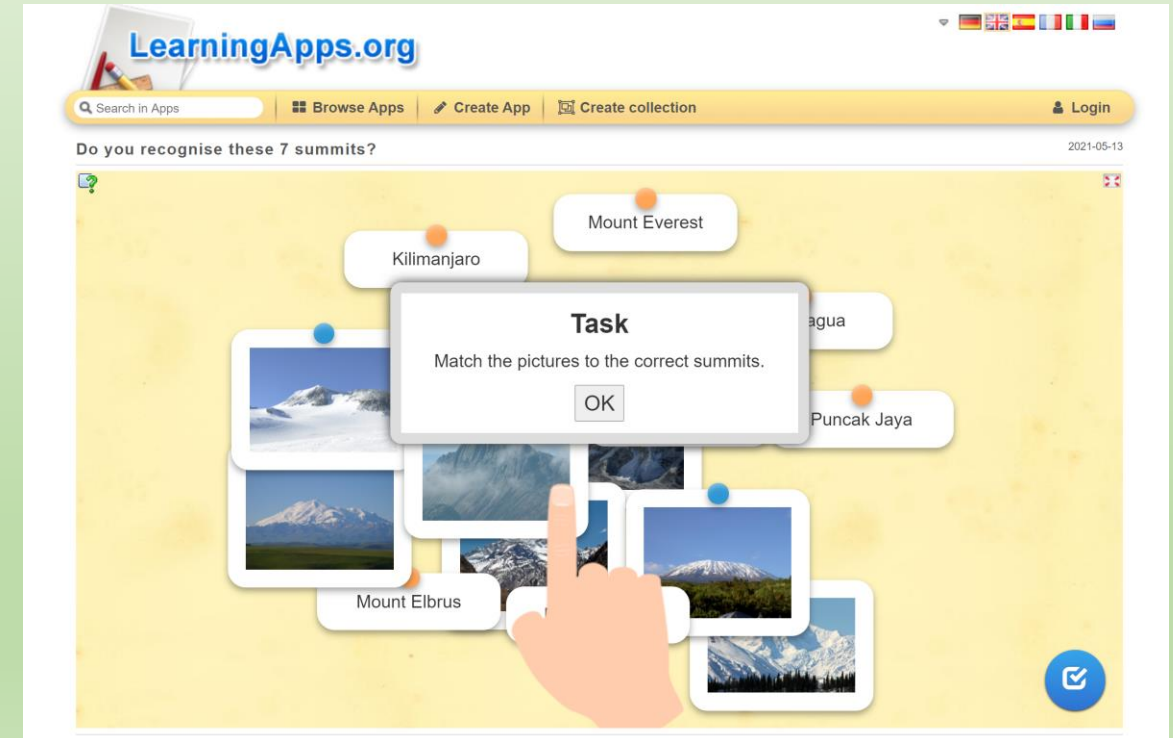 LearningApps.org
Search in Apps
Browse Apps
Create App
Create collection
Login
Do you recognise these 7 summits?
2021-05-13
Mount Everest
Kilimanjaro
Task
agua
Match the pictures to the correct summits.
OK
Puncak Jaya
Mount Elbrus